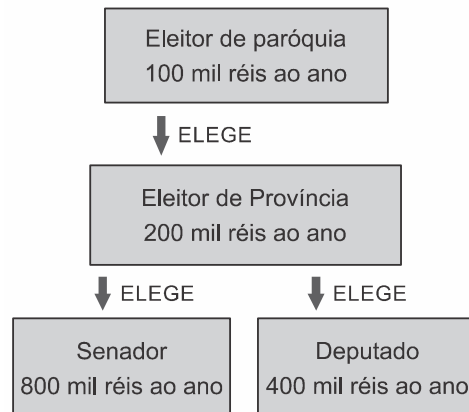 Eleitor de paróquia
100 mil réis ao ano
ELEGE
Eleitor de Província
200 mil réis ao ano
ELEGE
ELEGE
Senador
800 mil réis ao ano
Deputado
400 mil réis ao ano